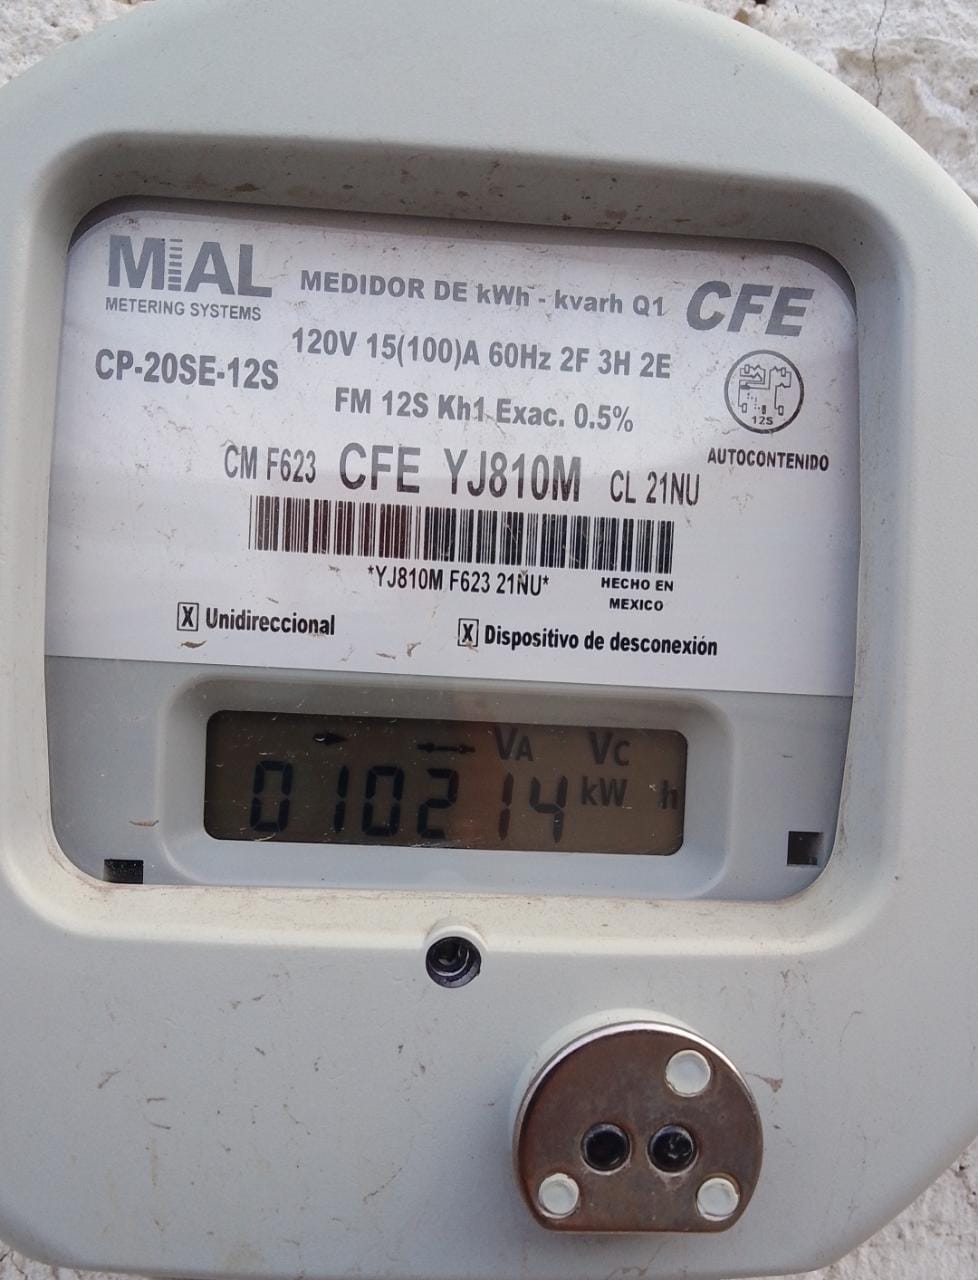 MIAL
METERING SYSTEMS
MEDIDOR DE kWh - kvarh Q1
CFE
CP-20SE-12S
120V 15(100)A 60Hz 2F 3H 2E
FM 12S Kh1 Exac. 0.5%
12S
AUTOCONTENIDO
CM F623 CFE YJ810M CL 21NU
*YJ810M F623 21NU*
HECHO EN
MEXICO
X Unidireccional
X Dispositivo de desconexión
VA VC
010214 kW h